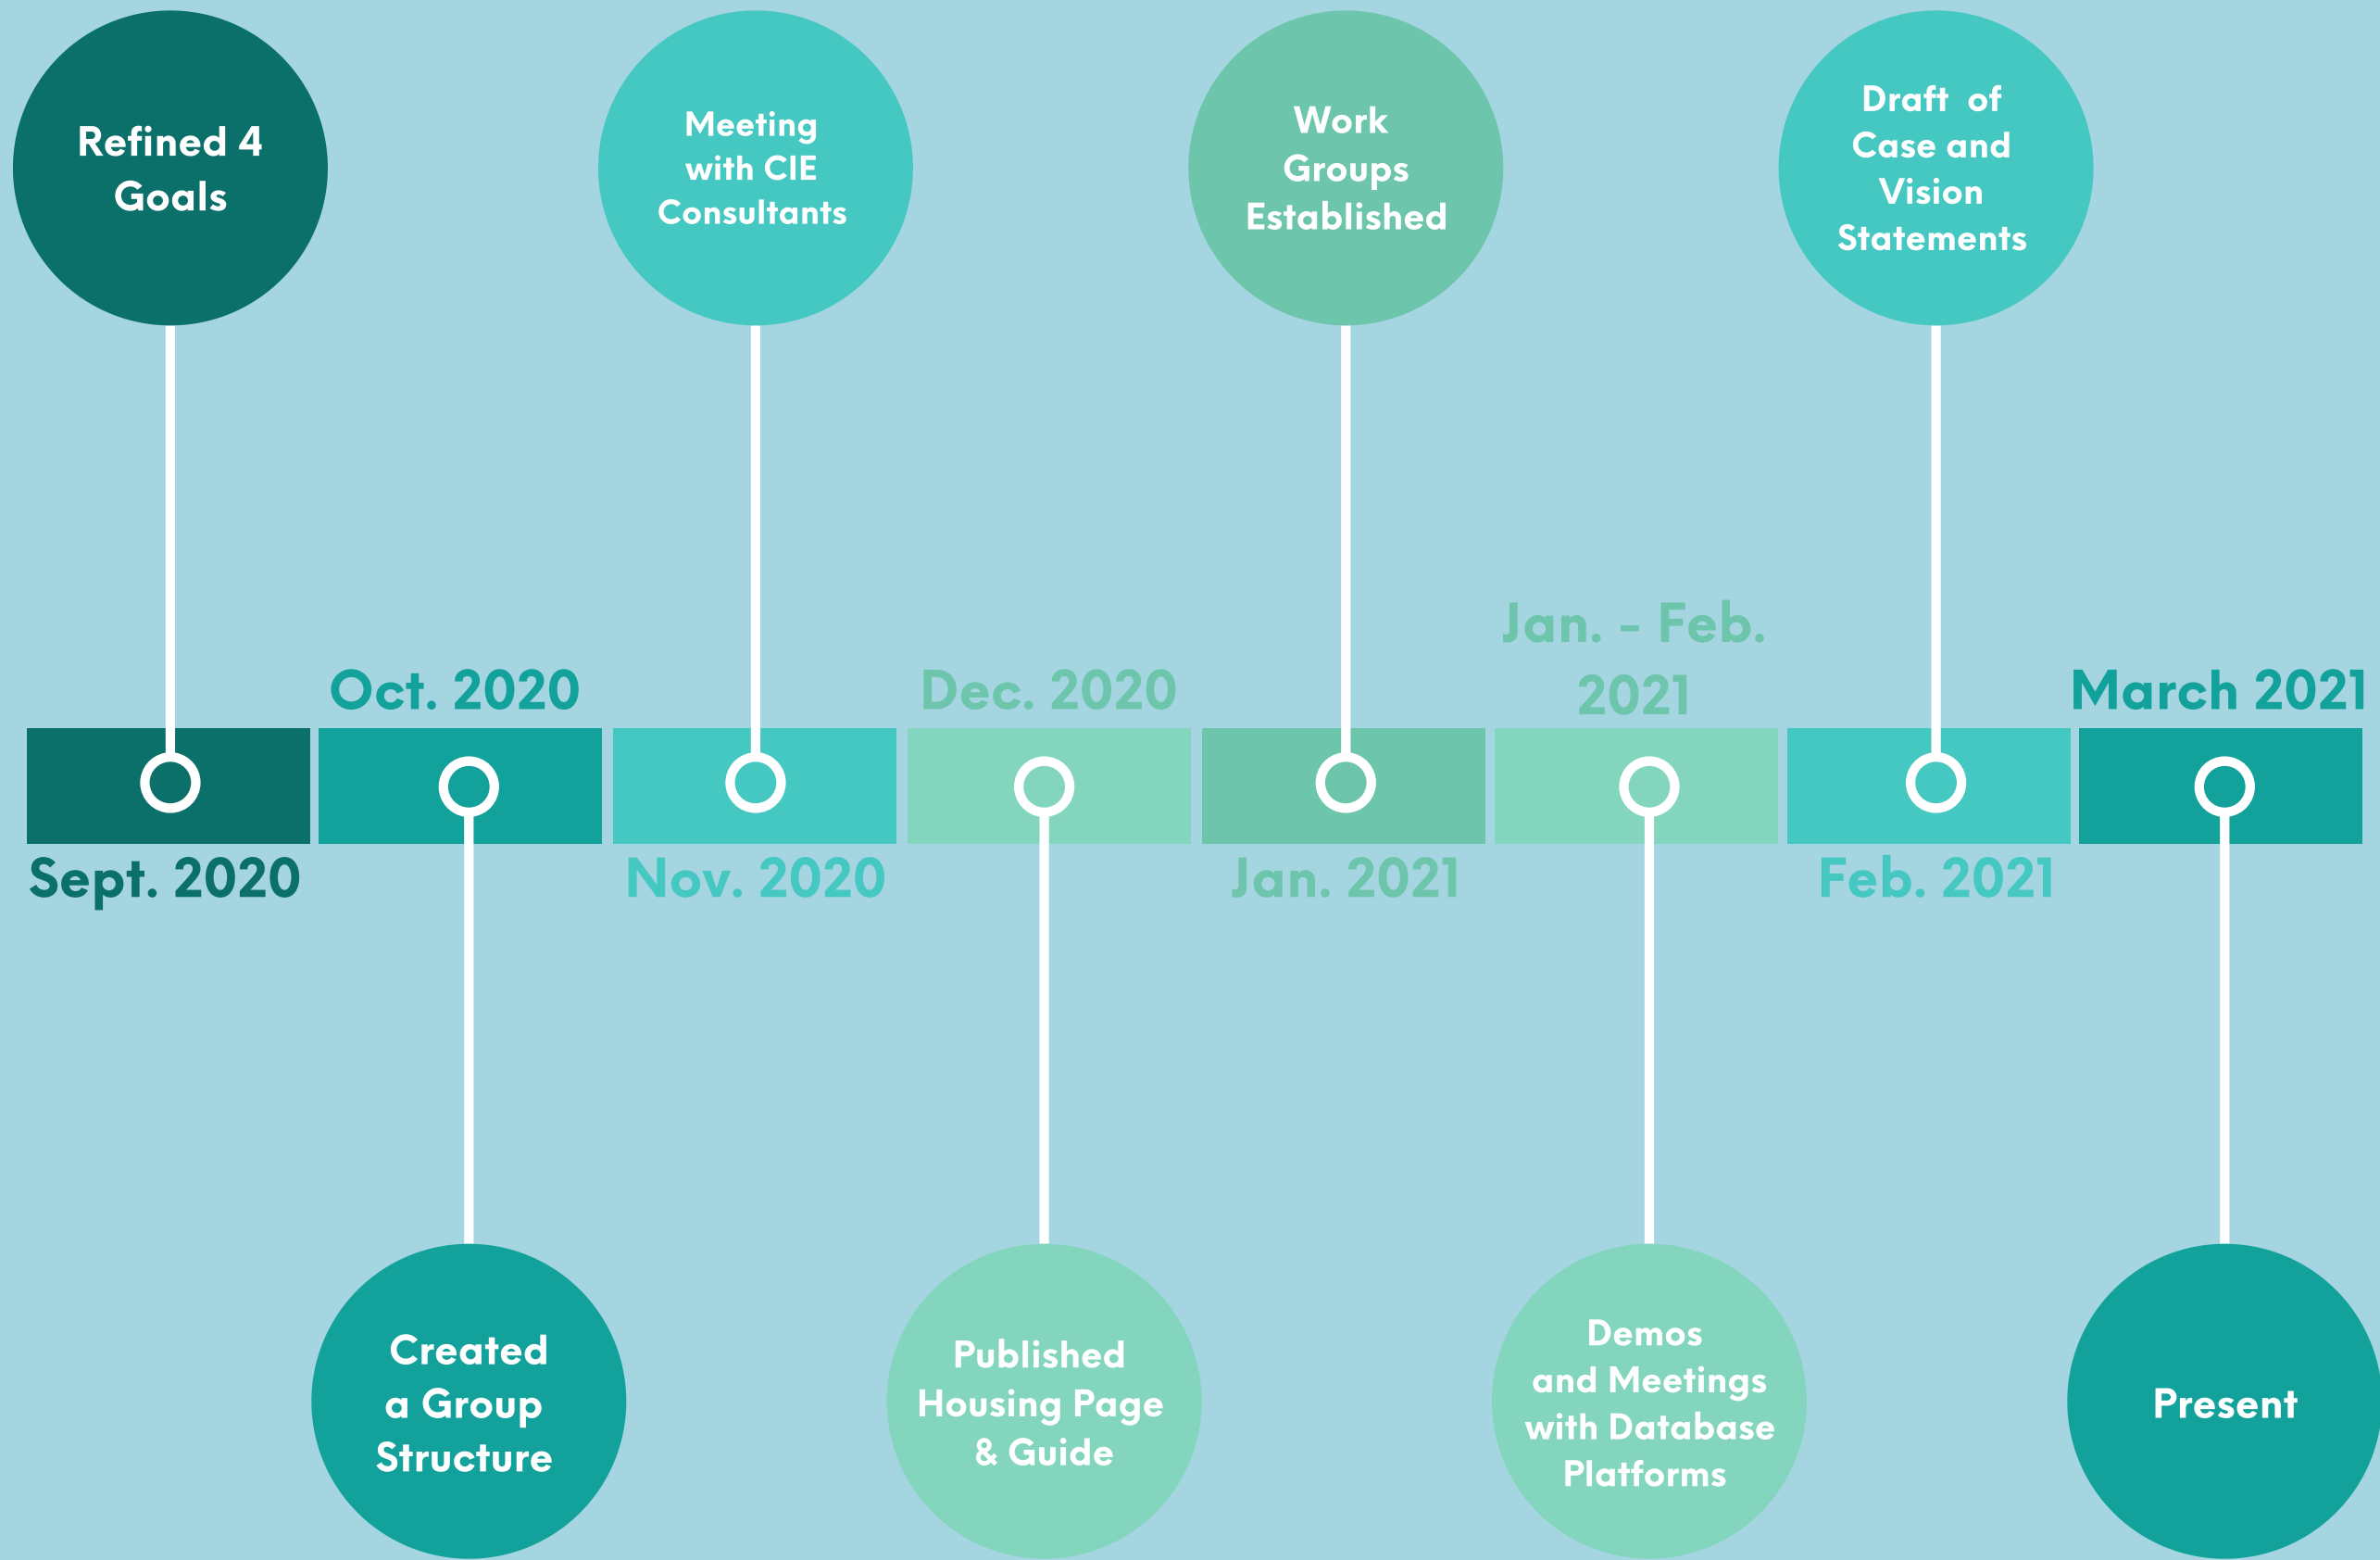 Refined 4
Goals
Meeting
with CIE
Consultants
Work
Groups
Established
Draft of
Case and
Vision
Statements
Oct. 2020
Dec. 2020
Jan. - Feb.
2021
March 2021
Sept. 2020
Nov. 2020
Jan. 2021
Feb. 2021
Created
a Group
Structure
Published
Housing Page
& Guide
Demos
and Meetings
with Database
Platforms
Present